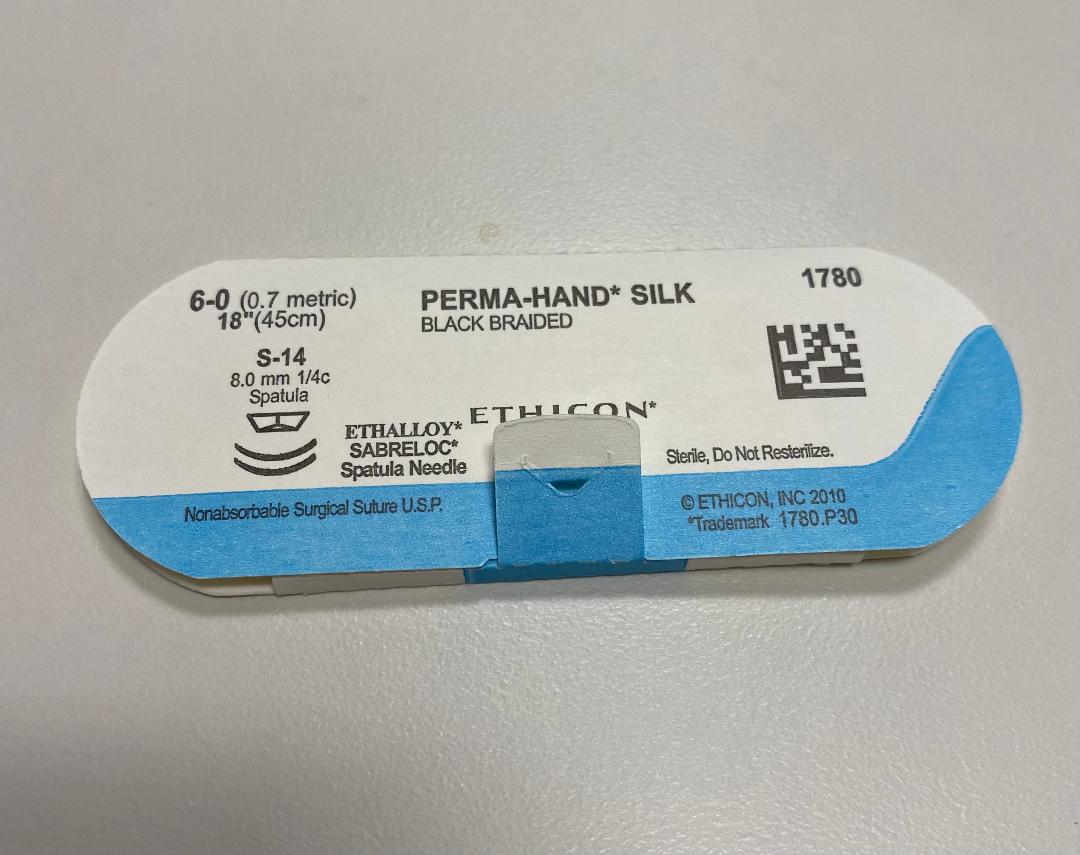 6-0 (0.7 metric)
18"(45cm)
S-14
8.0 mm 1/4c
Spatula
PERMA-HAND* SILK
BLACK BRAIDED
1780
ETHICON*
ETHALLOY*
SABRELOC*
Spatula Needle
Sterile, Do Not Resterilize.
Nonabsorbable Surgical Suture U.S.P.
© ETHICON, INC 2010
*Trademark 1780.P30